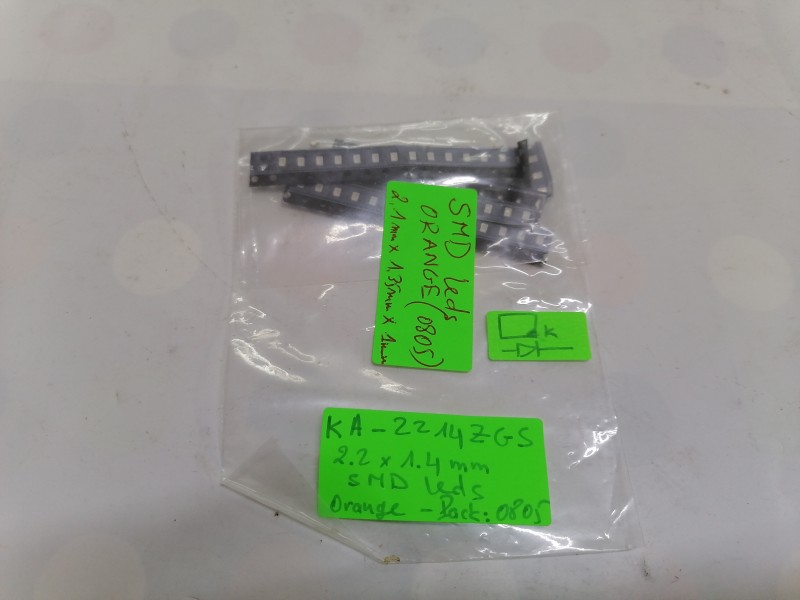 SMD Leds
ORANGE (0805)
2.1mm x 1.35mm x 1mm
K
KA-2214ZGS
2.2 x 1.4 mm
SMD Leds
Orange - Pack: 0805